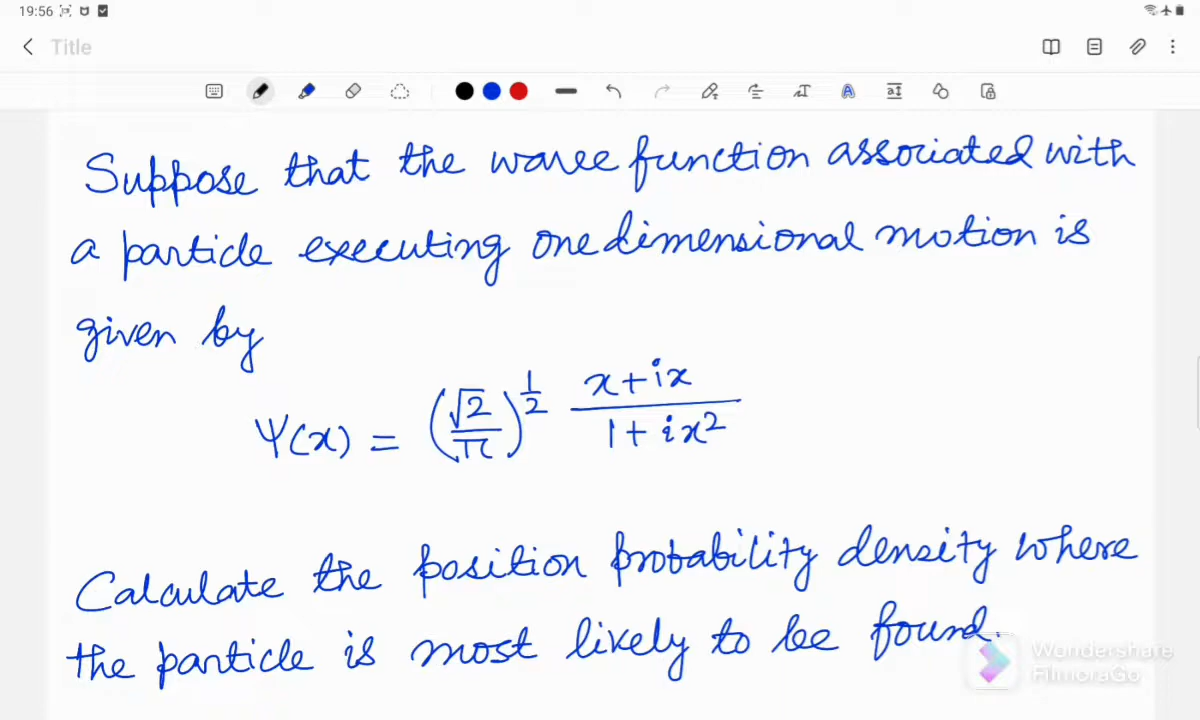 19:56
Title
Suppose that the wave function associated with
a particle executing one dimensional motion is
given by
Ψ(x) = (√2/π)^(1/2) (x+ix)/(1+ix²)
Calculate the position probability density where
the particle is most likely to be found.
Wondershare
FilmoraGo